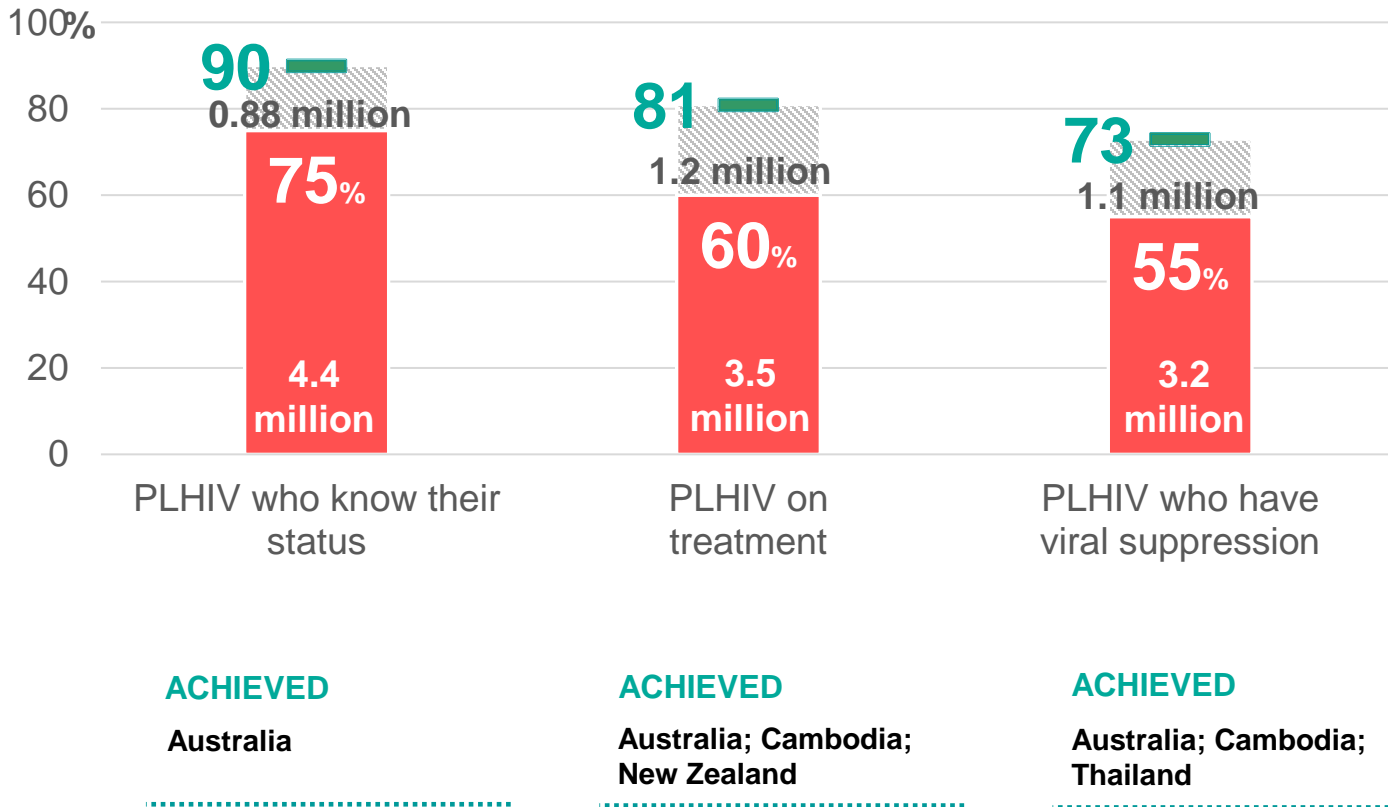 100%
80
60
40
20
0
90
0.88 million
75%
4.4
million
81
1.2 million
60%
3.5
million
73
1.1 million
55%
3.2
million
PLHIV who know their
status
PLHIV on
treatment
PLHIV who have
viral suppression
ACHIEVED
Australia
ACHIEVED
Australia; Cambodia;
New Zealand
ACHIEVED
Australia; Cambodia;
Thailand